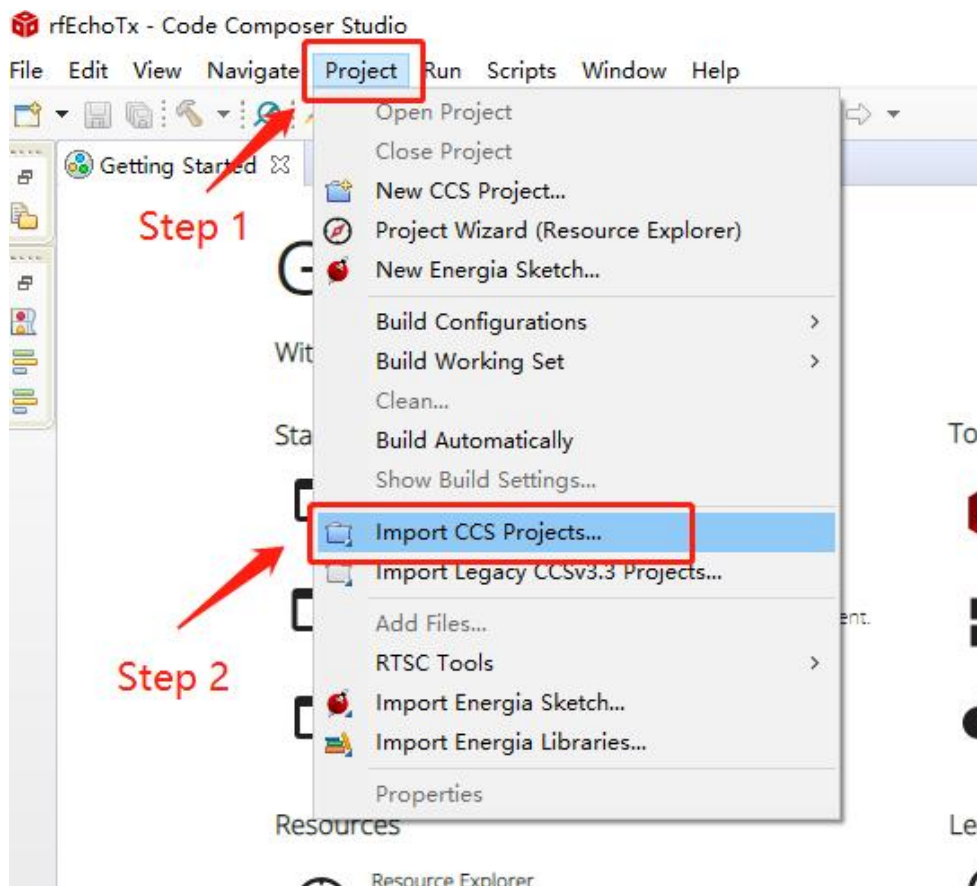 rfEchoTx - Code Composer Studio
File Edit View Navigate Project Run Scripts Window Help
Open Project
Close Project
Getting Started
New CCS Project...
Step 1
Project Wizard (Resource Explorer)
G
New Energia Sketch...
Build Configurations
Wit
Build Working Set
Clean...
Sta
Build Automatically
To
Show Build Settings...
Import CCS Projects...
Import Legacy CCSv3.3 Projects...
Add Files...
ent.
RTSC Tools
Step 2
Import Energia Sketch...
Import Energia Libraries...
Properties
Resources
Le
Resource Explorer